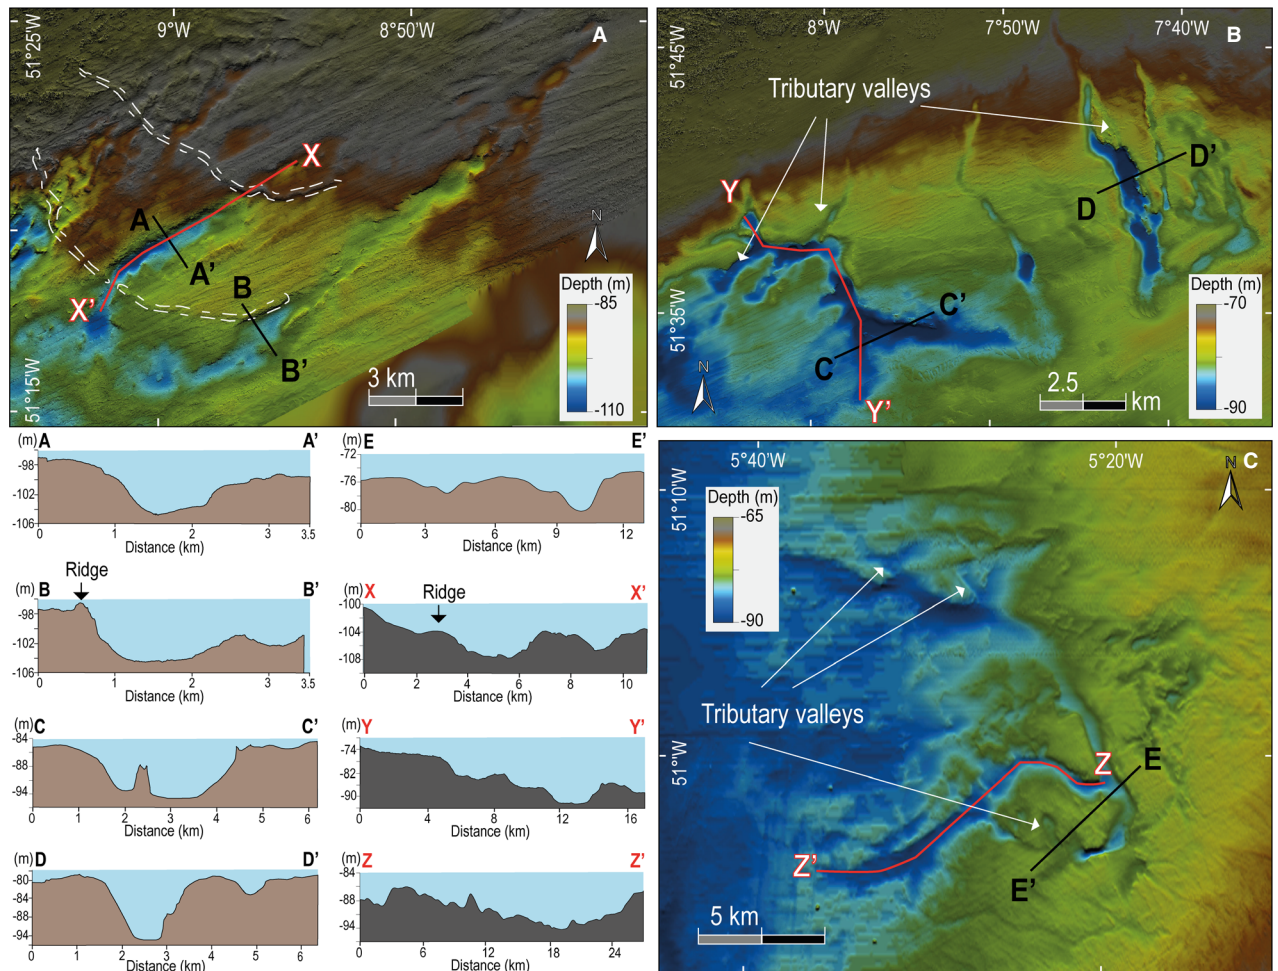 9°W
8°50'W
A
51°25'W
X
A
A'
B
X'
B'
N
Depth (m)
-85
-110
3 km
51°15'W
8°W
7°50'W
7°40'W
B
51°45'W
Tributary valleys
D'
Y
D
C'
C
51°35'W
N
Y'
Depth (m)
-70
-90
2.5
km
(m) A A'
-98
-102
-106
0 1 2 3 3.5
Distance (km)
(m) E E'
-72
-76
-80
0 3 6 9 12
Distance (km)
Ridge
(m) B B'
-98
-102
-106
0 1 2 3 3.5
Distance (km)
(m) X X'
Ridge
-100
-104
-108
0 2 4 6 8 10
Distance (km)
(m) C C'
-84
-88
-94
0 1 2 3 4 5 6
Distance (km)
(m) Y Y'
-74
-82
-90
0 4 8 12 16
Distance (km)
(m) D D'
-80
-84
-88
-94
0 1 2 3 4 5 6
Distance (km)
(m) Z Z'
-84
-88
-94
0 6 12 18 24
Distance (km)
5°40'W
5°20'W
C
N
51°10'W
Depth (m)
-65
-90
Tributary valleys
51°W
Z
E
Z'
E'
5 km